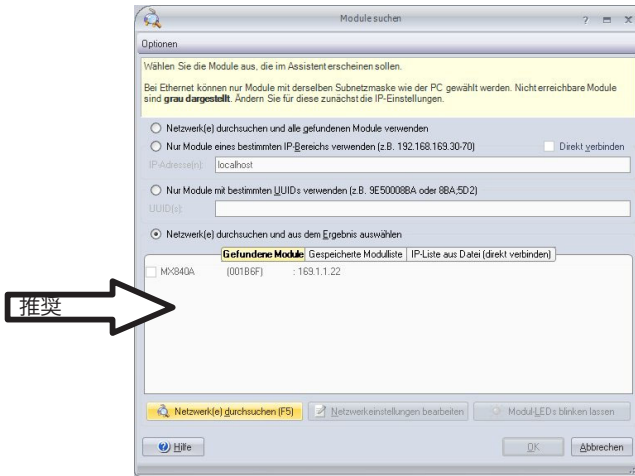 Module suchen
Optionen
Wählen Sie die Module aus, die im Assistent erscheinen sollen.
Bei Ethernet können nur Module mit derselben Subnetzmaske wie der PC gewählt werden. Nicht erreichbare Module
sind grau dargestellt. Ändern Sie für diese zunächst die IP-Einstellungen.
Netzwerk(e) durchsuchen und alle gefundenen Module verwenden
Nur Module eines bestimmten IP-Bereichs verwenden (z.B. 192.168.169.30-70)
Direkt verbinden
IP-Adresse(n): localhost
Nur Module mit bestimmten UUIDs verwenden (z.B. 9E50008BA oder 8BA;5D2)
UUID(s):
Netzwerk(e) durchsuchen und aus dem Ergebnis auswählen
Gefundene Module Gespeicherte Modulliste IP-Liste aus Datei (direkt verbinden)
MX840A (001B6F) : 169.1.1.22
推奨
Netzwerk(e) durchsuchen (F5) Netzwerkeinstellungen bearbeiten Modul-LEDs blinken lassen
Hilfe OK Abbrechen